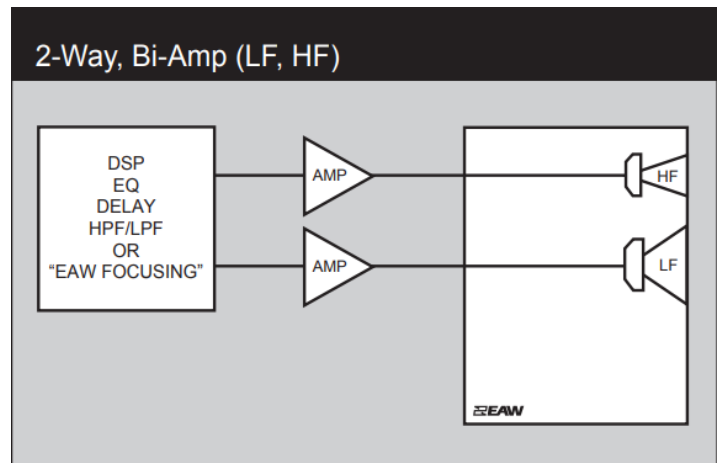 2-Way, Bi-Amp (LF, HF)
DSP
EQ
DELAY
HPF/LPF
OR
“EAW FOCUSING”
AMP
HF
AMP
LF
EAW